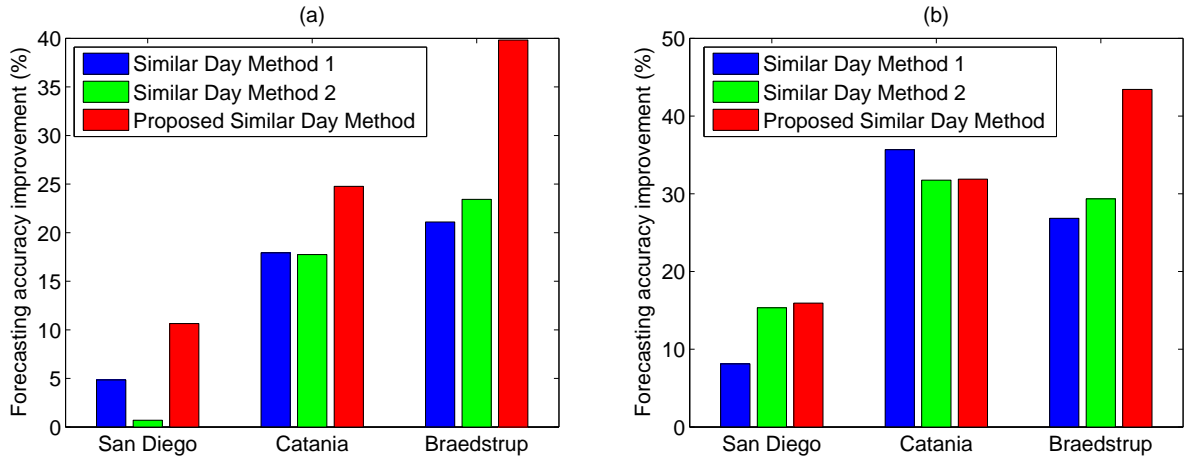 (a)
Forecasting accuracy improvement (%)
40
35
30
25
20
15
10
5
0
Similar Day Method 1
Similar Day Method 2
Proposed Similar Day Method
San Diego
Catania
Braedstrup
(b)
Forecasting accuracy improvement (%)
50
40
30
20
10
0
Similar Day Method 1
Similar Day Method 2
Proposed Similar Day Method
San Diego
Catania
Braedstrup